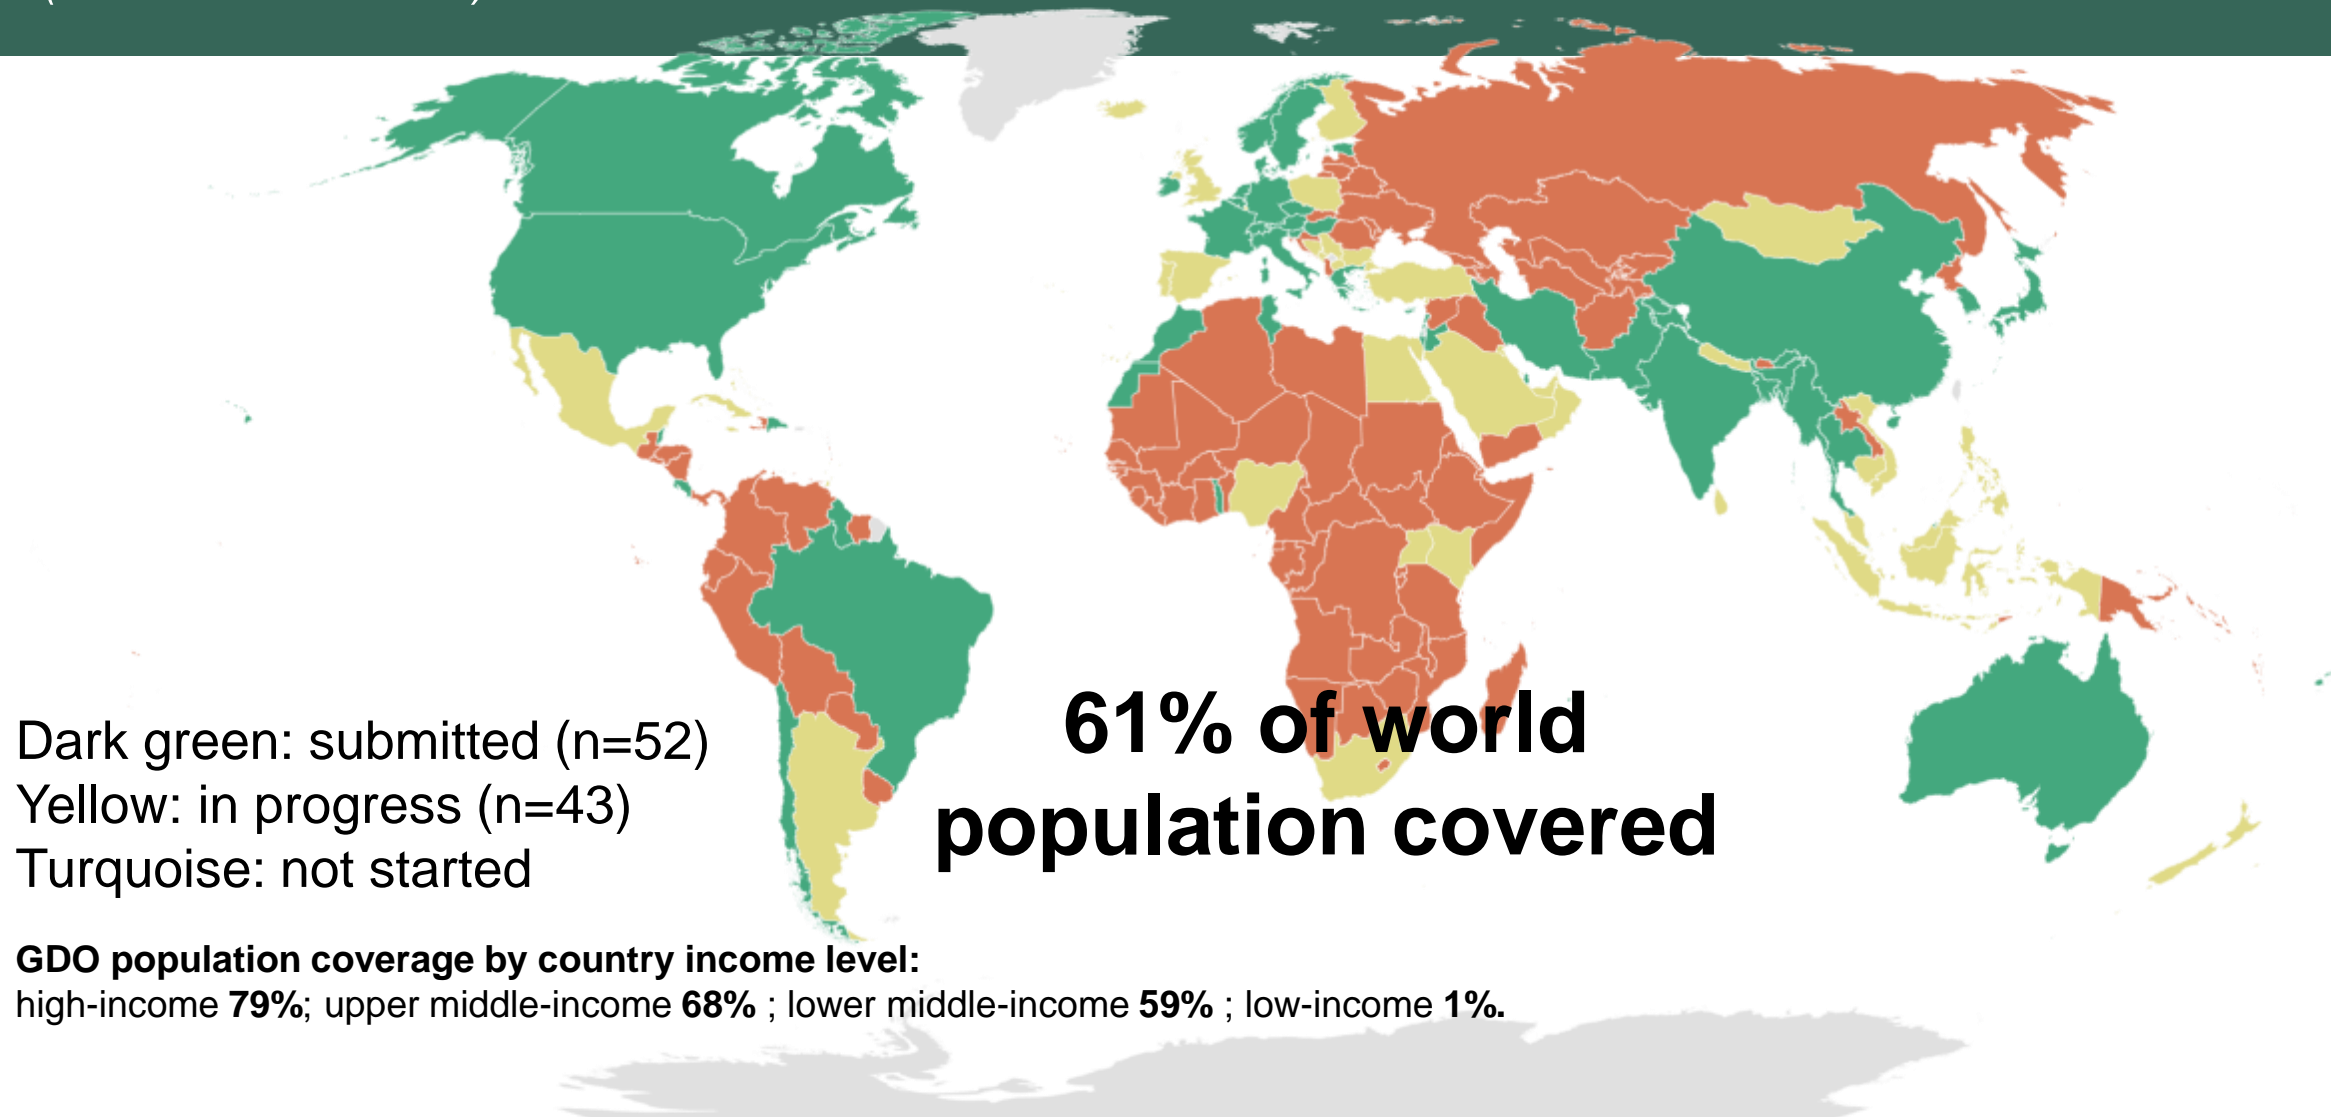 Dark green: submitted (n=52)
Yellow: in progress (n=43)
Turquoise: not started
61% of world
population covered
GDO population coverage by country income level:
high-income 79%; upper middle-income 68% ; lower middle-income 59% ; low-income 1%.